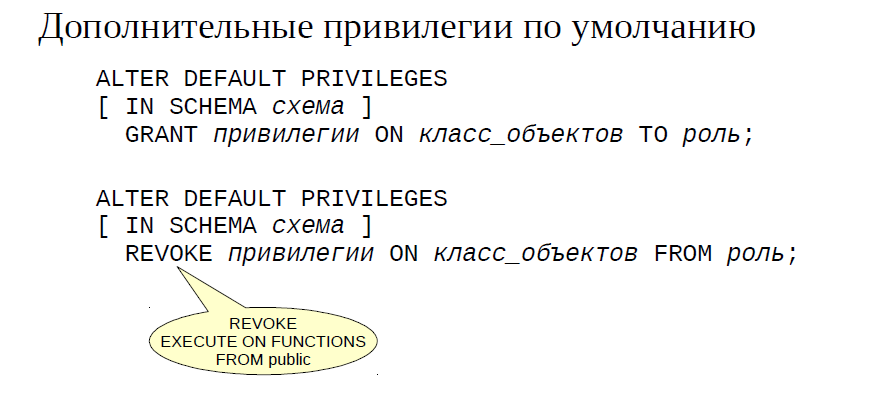 Дополнительные привилегии по умолчанию
ALTER DEFAULT PRIVILEGES
[ IN SCHEMA схема ]
GRANT привилегии ON класс_объектов TO роль;
ALTER DEFAULT PRIVILEGES
[ IN SCHEMA схема ]
REVOKE привилегии ON класс_объектов FROM роль;
REVOKE
EXECUTE ON FUNCTIONS
FROM public